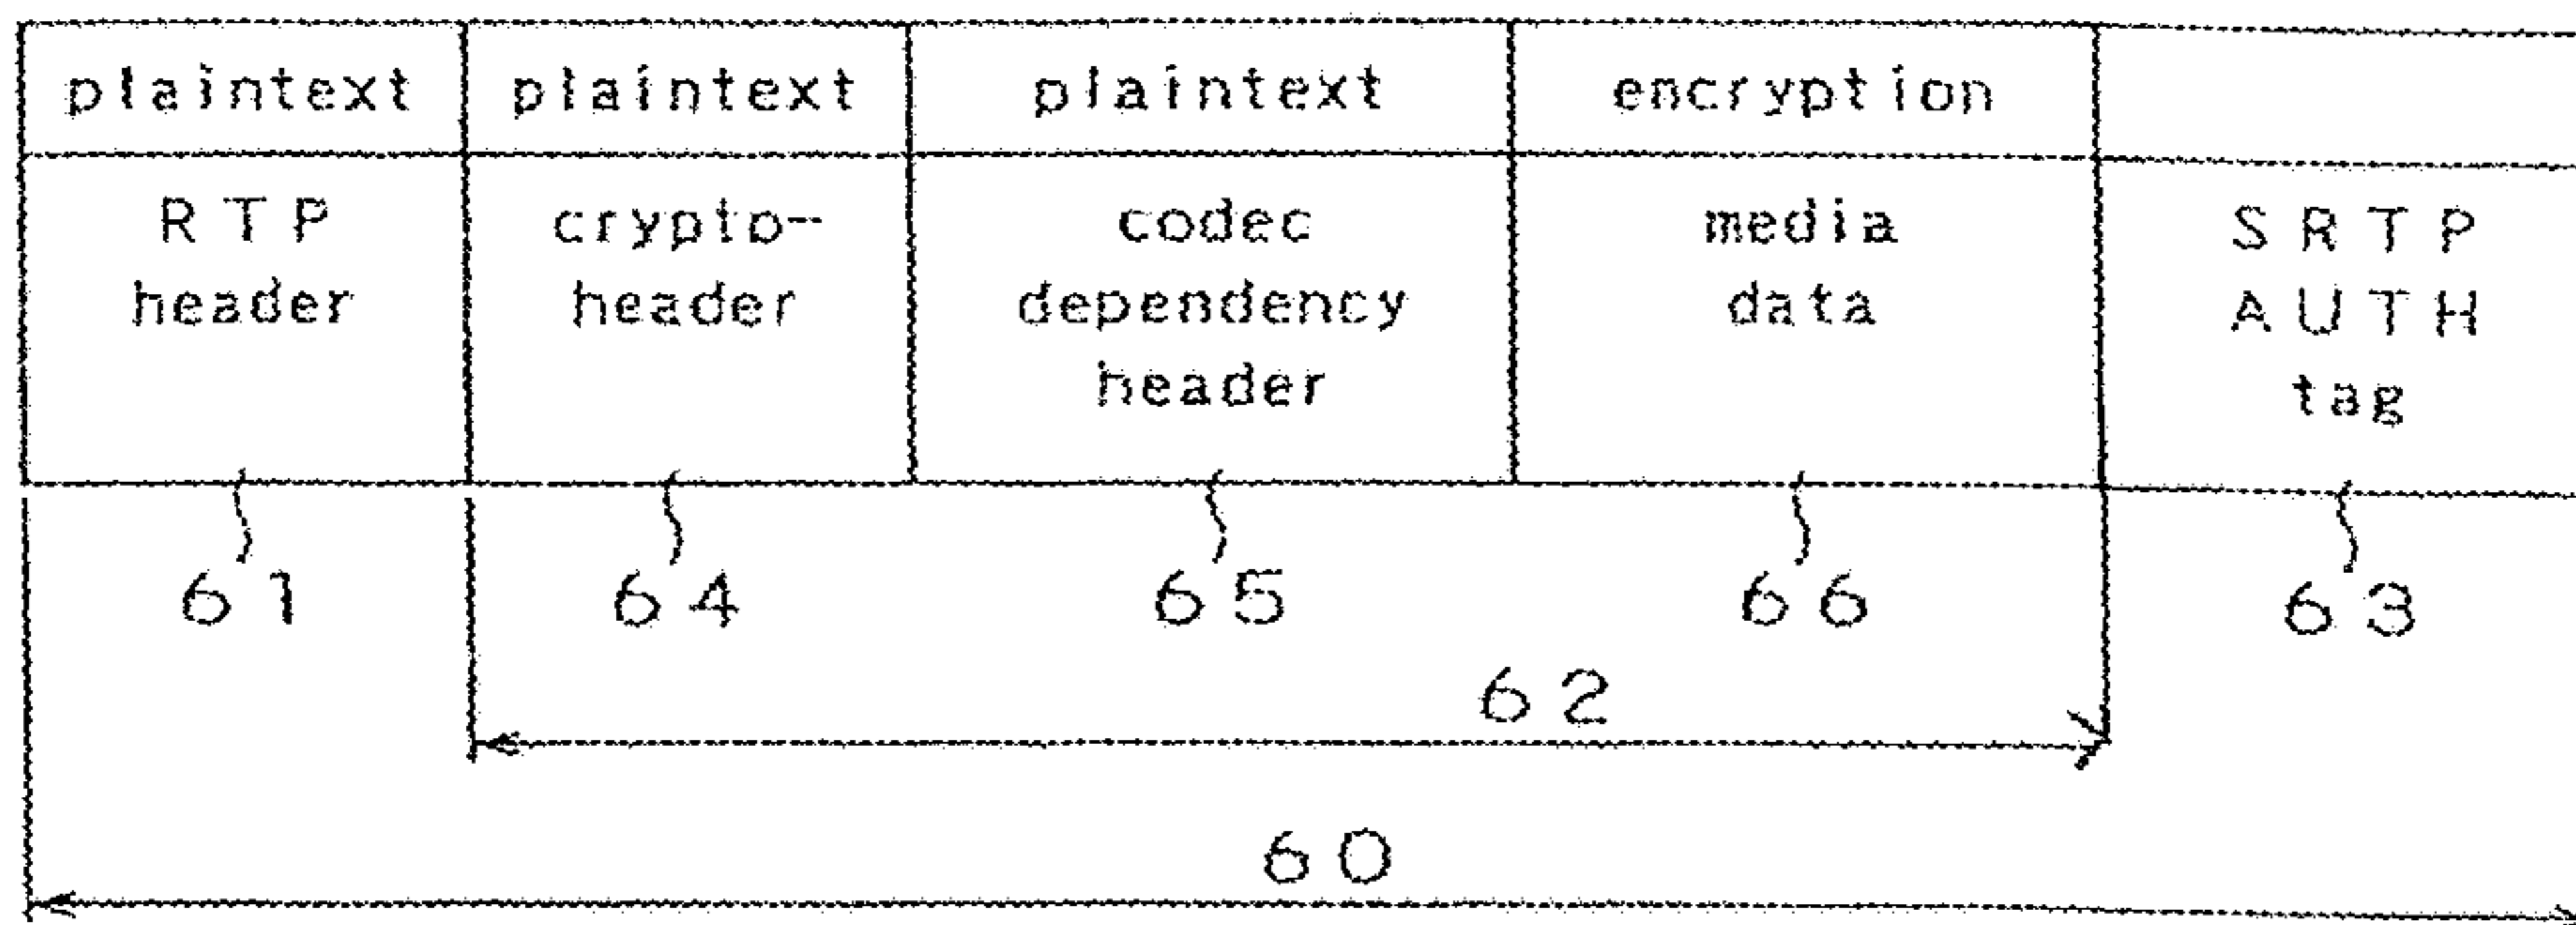 plaintext plaintext plaintext encryption
RTP crypto- codec media SRTP
header header dependency data AUTH
header tag
61 64 65 66 63
62
60